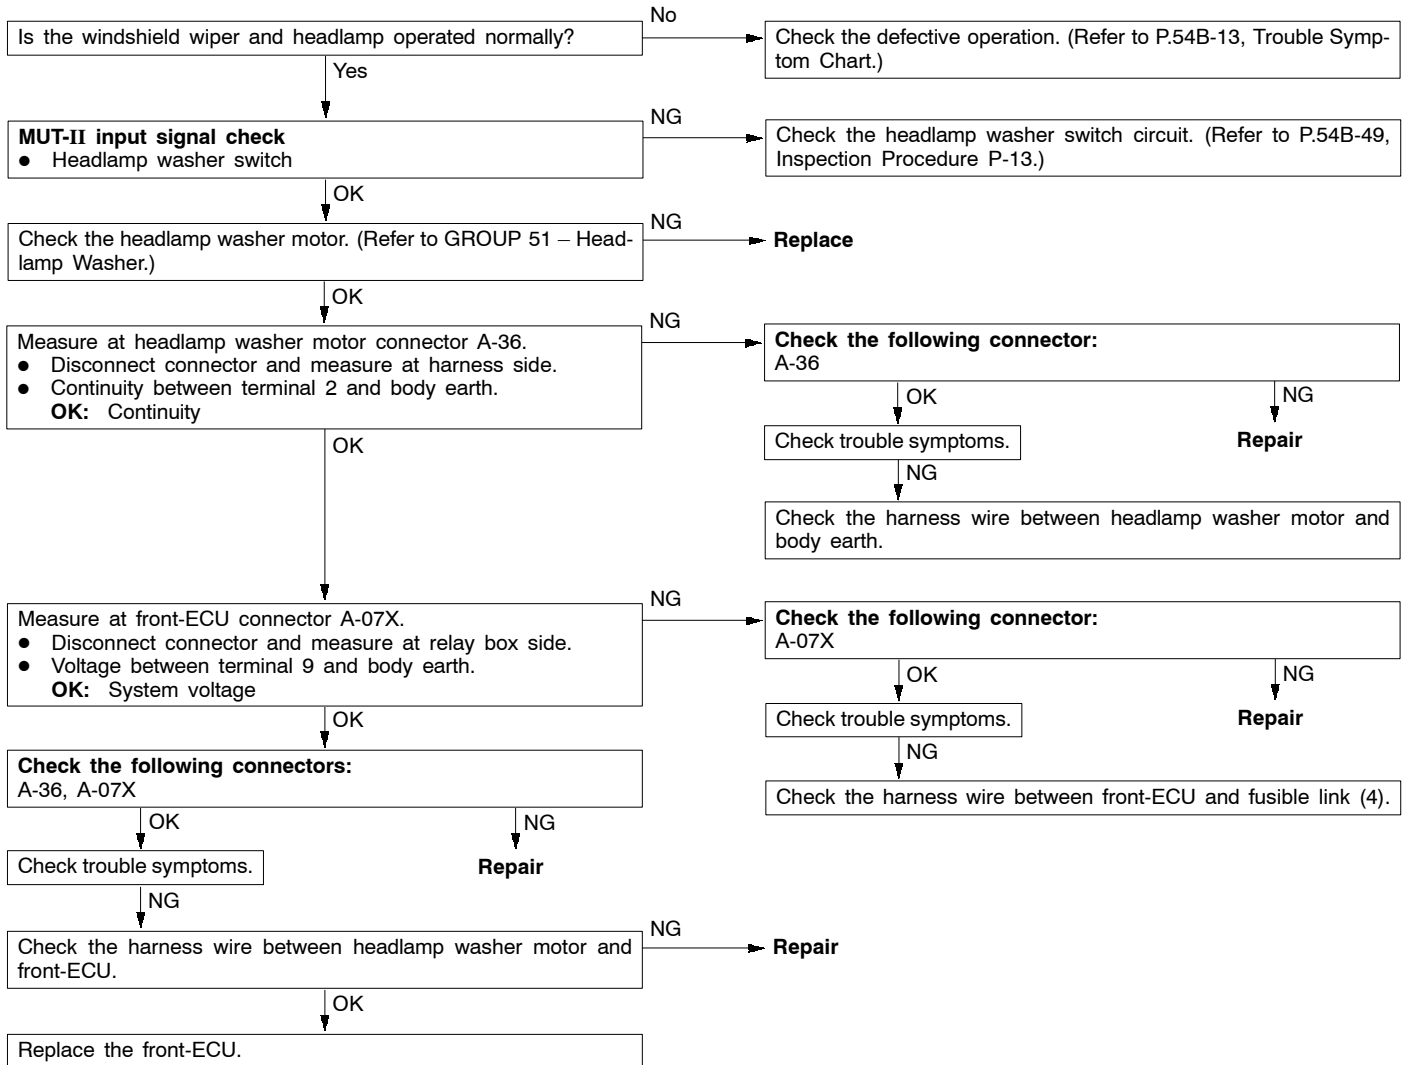 Is the windshield wiper and headlamp operated normally?
No
Check the defective operation. (Refer to P.54B-13, Trouble Symp-
tom Chart.)
Yes
MUT-II input signal check
● Headlamp washer switch
NG
Check the headlamp washer switch circuit. (Refer to P.54B-49,
Inspection Procedure P-13.)
OK
Check the headlamp washer motor. (Refer to GROUP 51 – Head-
lamp Washer.)
NG
Replace
OK
Measure at headlamp washer motor connector A-36.
● Disconnect connector and measure at harness side.
● Continuity between terminal 2 and body earth.
OK: Continuity
NG
Check the following connector:
A-36
OK
NG
Check trouble symptoms.
Repair
NG
Check the harness wire between headlamp washer motor and
body earth.
OK
Measure at front-ECU connector A-07X.
● Disconnect connector and measure at relay box side.
● Voltage between terminal 9 and body earth.
OK: System voltage
NG
Check the following connector:
A-07X
OK
NG
Check trouble symptoms.
Repair
NG
Check the harness wire between front-ECU and fusible link (4).
OK
Check the following connectors:
A-36, A-07X
OK
NG
Check trouble symptoms.
Repair
NG
Check the harness wire between headlamp washer motor and
front-ECU.
NG
Repair
OK
Replace the front-ECU.